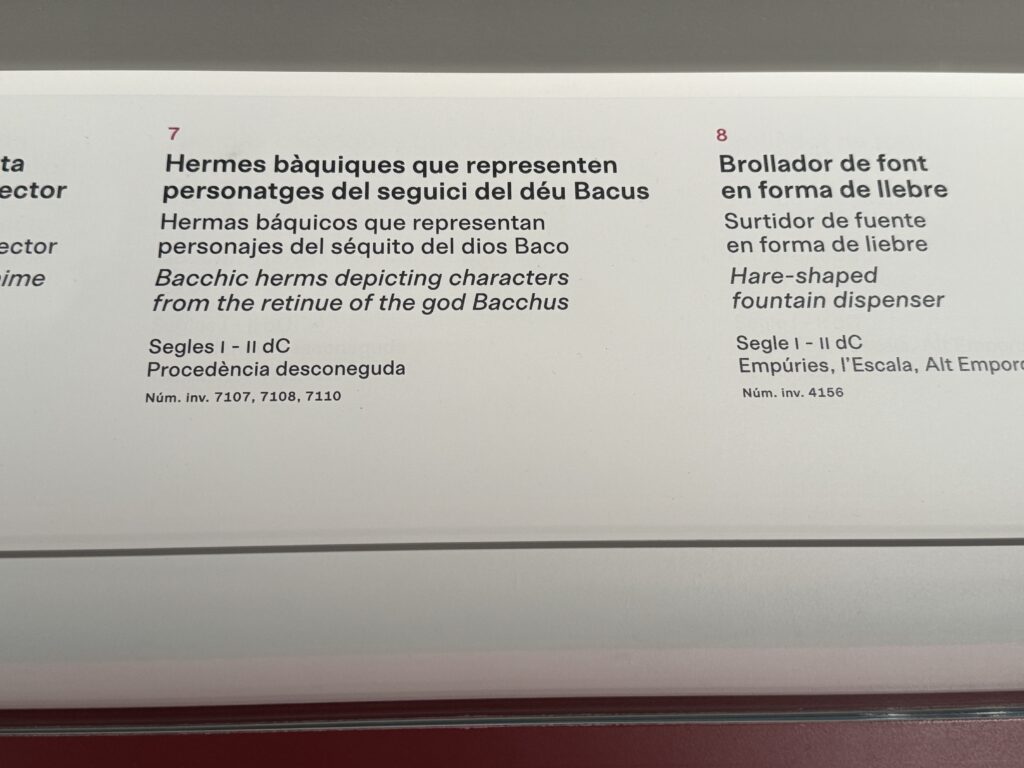 ta
ector
ector
ime
7
Hermes bàquiques que representen
personatges del seguici del déu Bacus
Hermas báquicos que representan
personajes del séquito del dios Baco
Bacchic herms depicting characters
from the retinue of the god Bacchus
Segles I - II dC
Procedència desconeguda
Núm. inv. 7107, 7108, 7110
8
Brollador de font
en forma de llebre
Surtidor de fuente
en forma de liebre
Hare-shaped
fountain dispenser
Segle I - II dC
Empúries, l'Escala, Alt Empor
Núm. inv. 4156